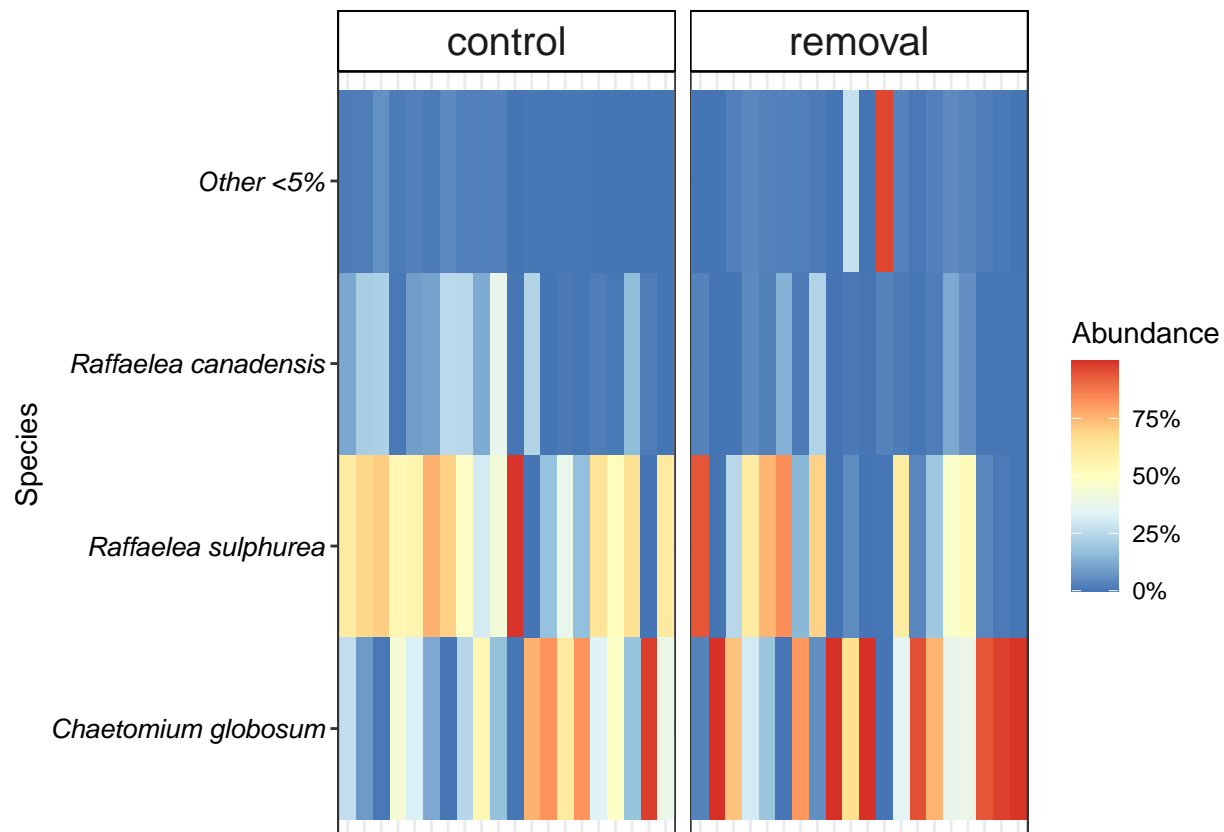 control
removal
Other <5%
Raffaelea canadensis
Raffaelea sulphurea
Chaetomium globosum
Species
Abundance
75%
50%
25%
0%